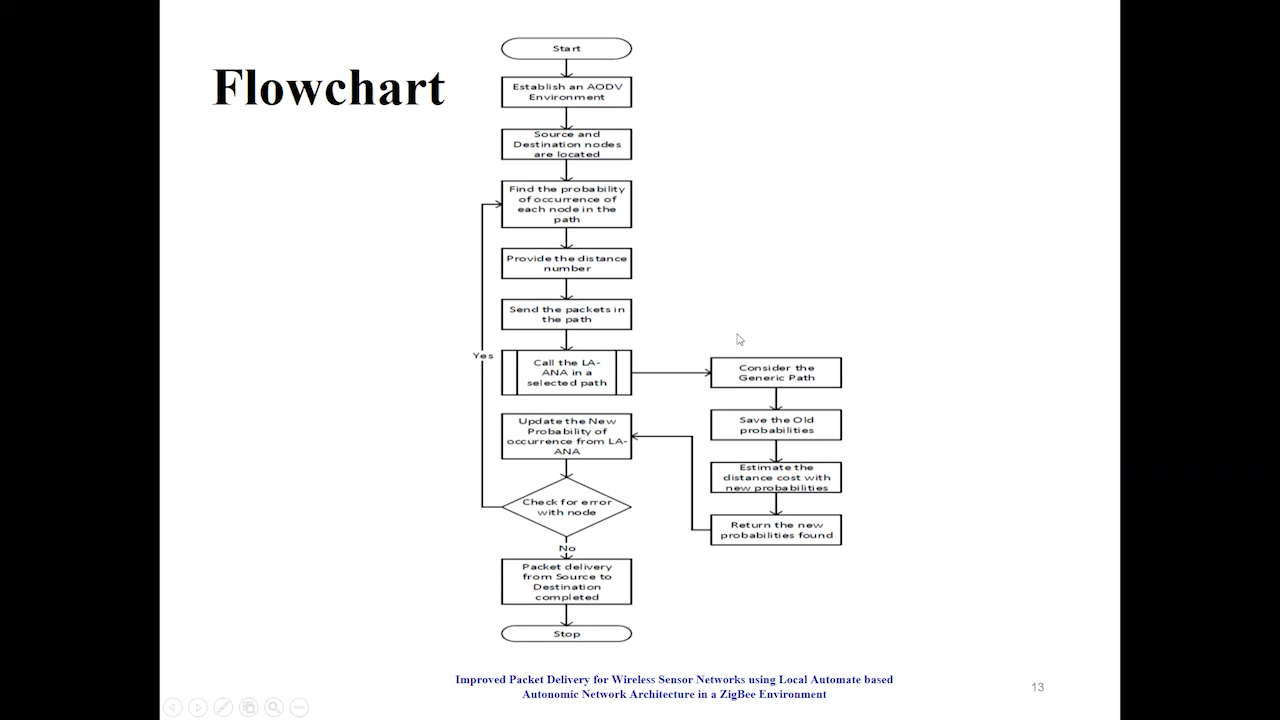 Flowchart
Start
Establish an AODV
Environment
Source and
Destination nodes
are located
Find the probability
of occurrence of
each node in the
path
Provide the distance
number
Send the packets in
the path
Yes
Call the LA-
ANA in a
selected path
Consider the
Generic Path
Save the Old
probabilities
Estimate the
distance cost with
new probabilities
Return the new
probabilities found
Update the New
Probability of
occurrence from LA-
ANA
Check for error
with node
No
Packet delivery
from Source to
Destination
completed
Stop
Improved Packet Delivery for Wireless Sensor Networks using Local Automate based
Autonomic Network Architecture in a ZigBee Environment
13